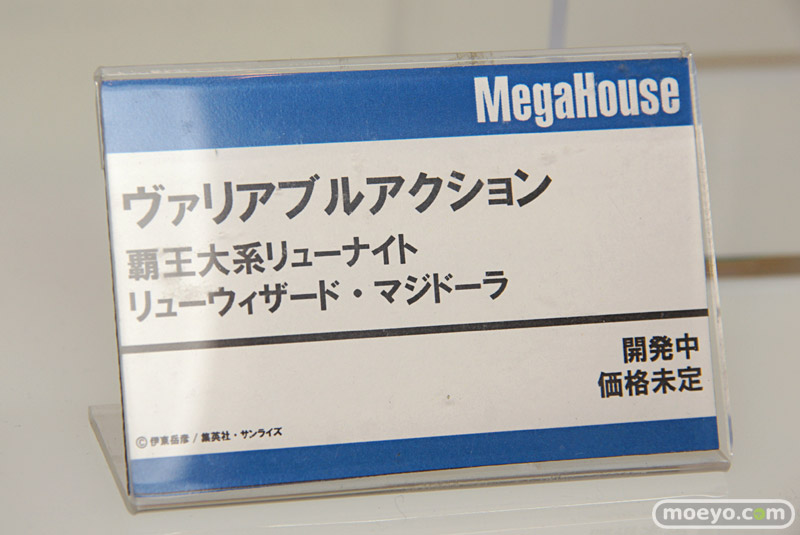 MegaHouse
ヴァリアブルアクション
覇王大系リューナイト
リューウィザード・マジドーラ
開発中
価格未定
© 伊東岳彦 / 集英社・サンライズ
moeyo.com